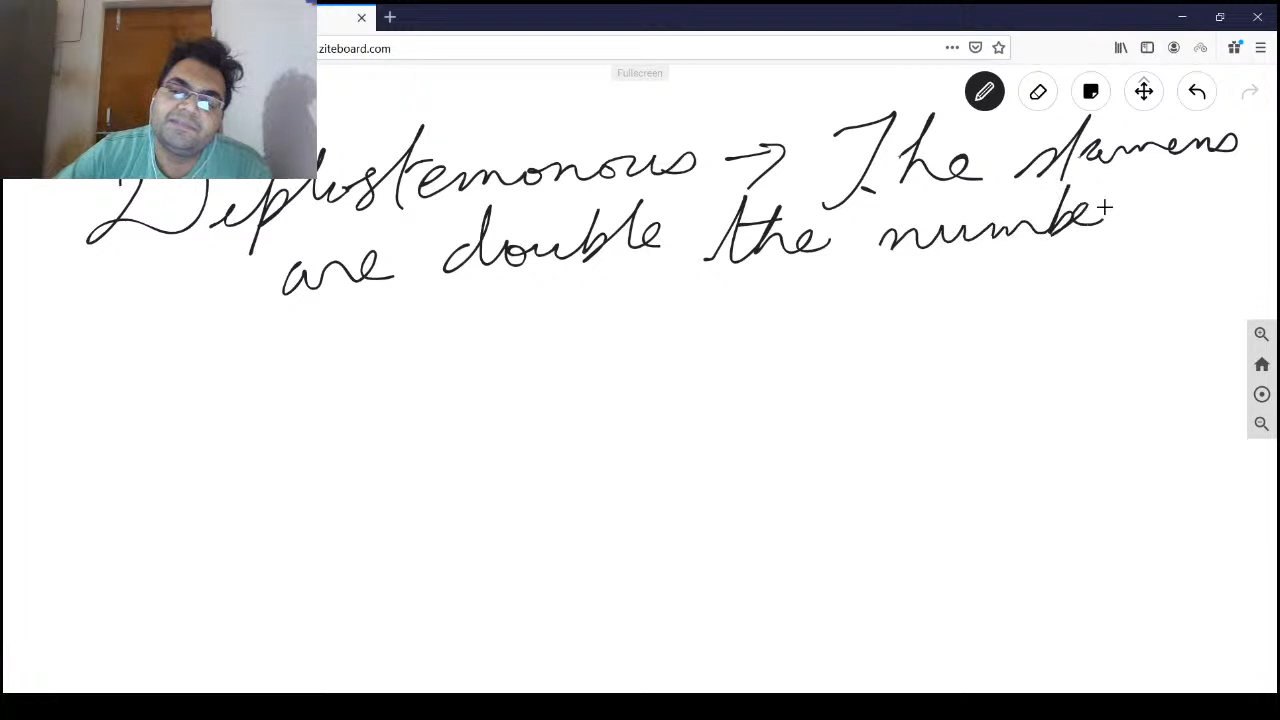 .ziteboard.com
Fullscreen
Diplostemonous → The stamens
are double the numbe